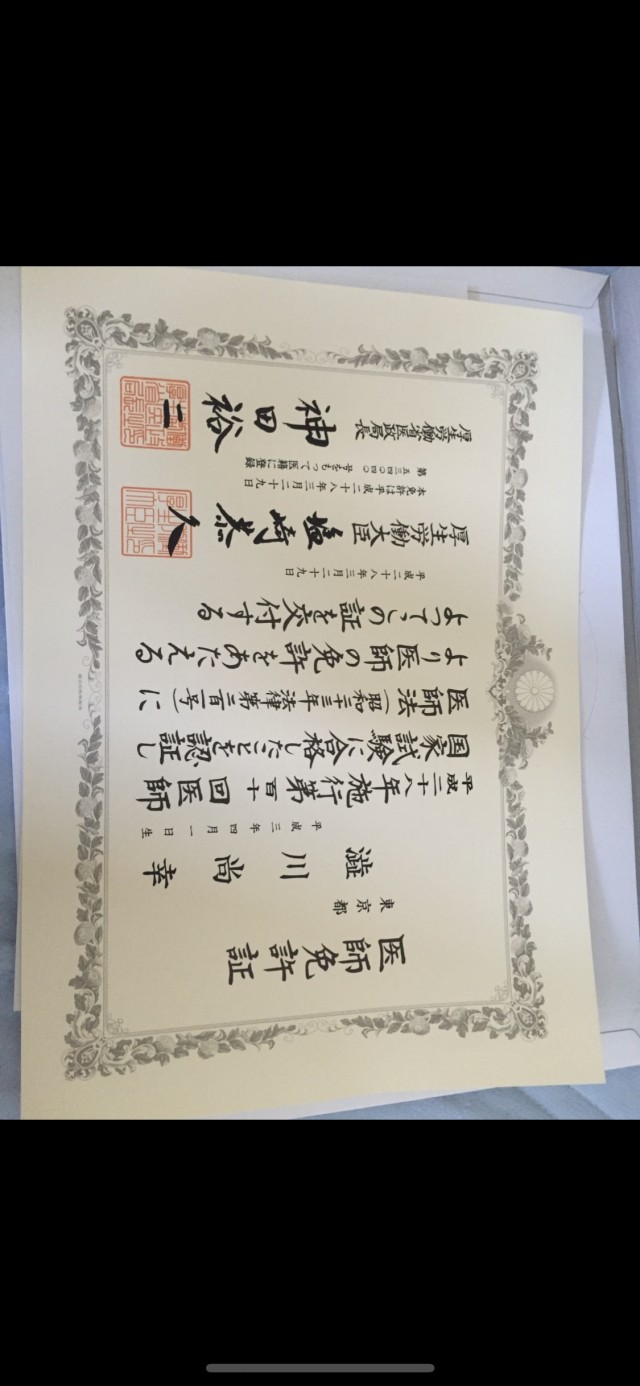 医師免許証
東京都
澁川尚幸
平成三年四月一日生
平成二十八年施行第百十回医師
国家試験に合格したことを認証し
医師法(昭和二十三年法律第二百一号)に
より医師の免許をあたえる
よってこの証を交付する
平成二十八年三月二十九日
厚生労働大臣 塩崎恭久
本免許は平成二十八年三月二十九日
第五三〇四〇号をもって医籍に登録
厚生労働省医政局長 神田裕二